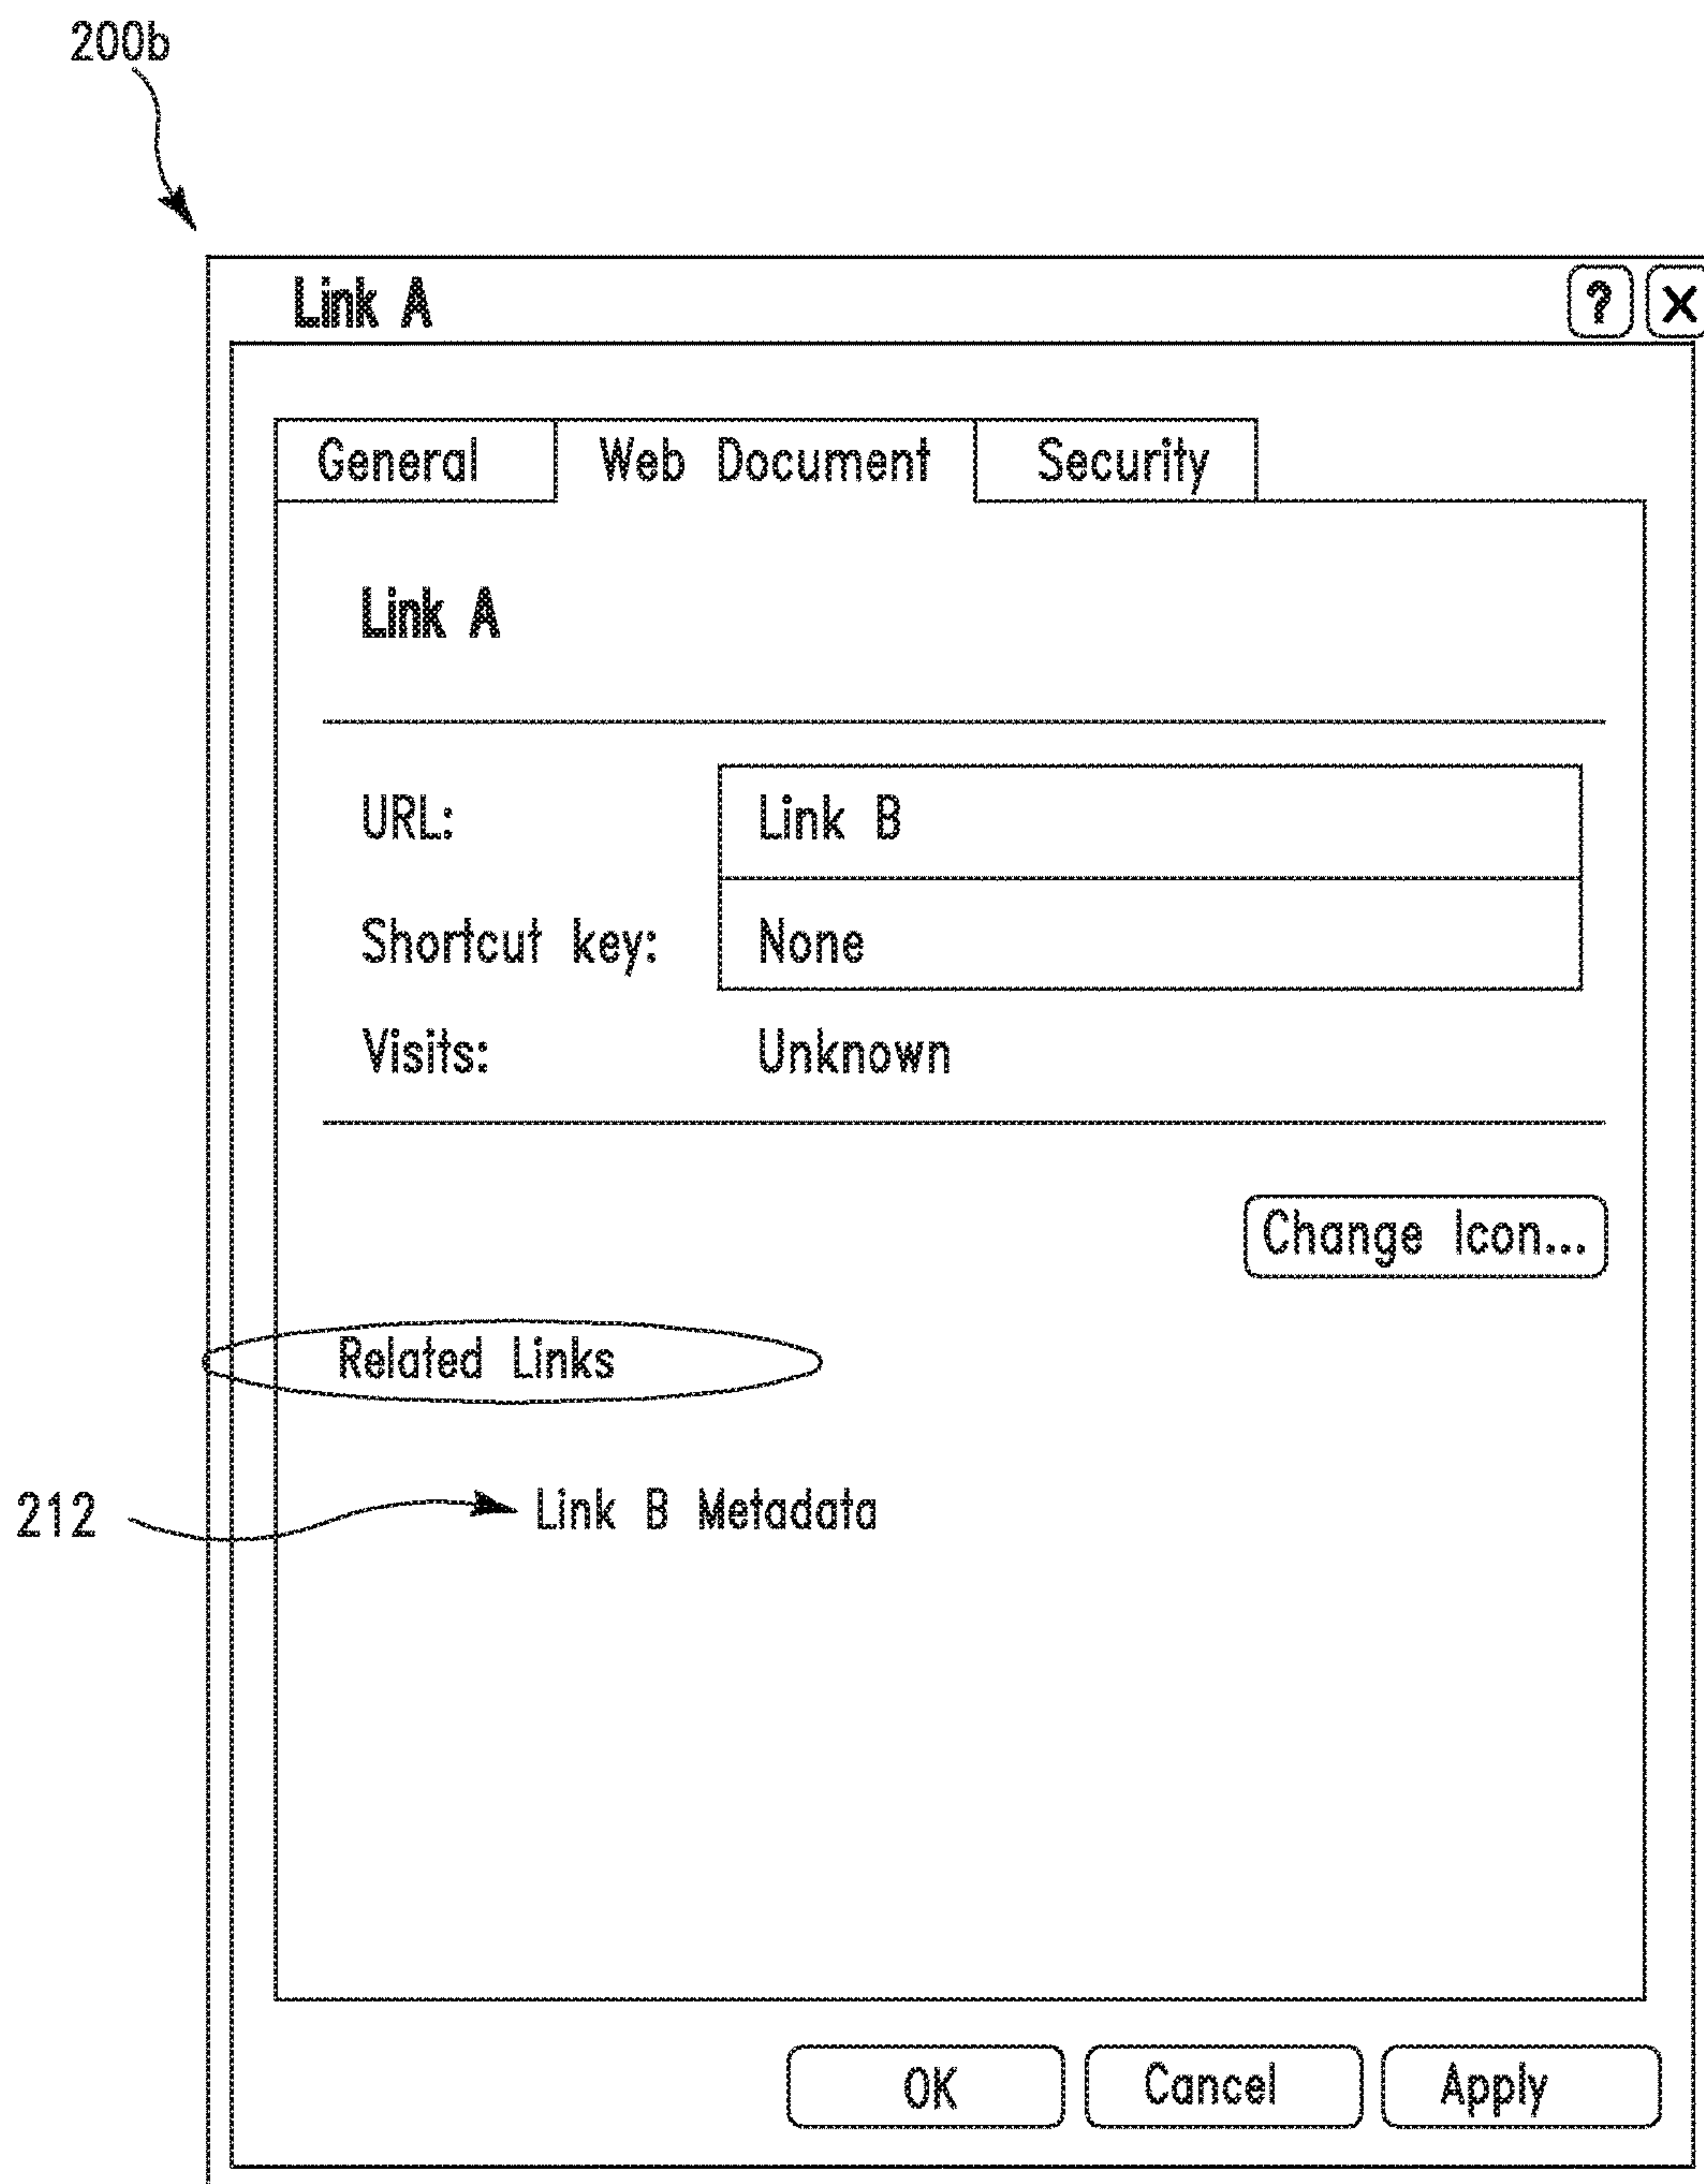 200b
Link A ? X
General Web Document Security
Link A
URL: Link B
Shortcut key: None
Visits: Unknown
Change Icon...
Related Links
212 Link B Metadata
OK Cancel Apply